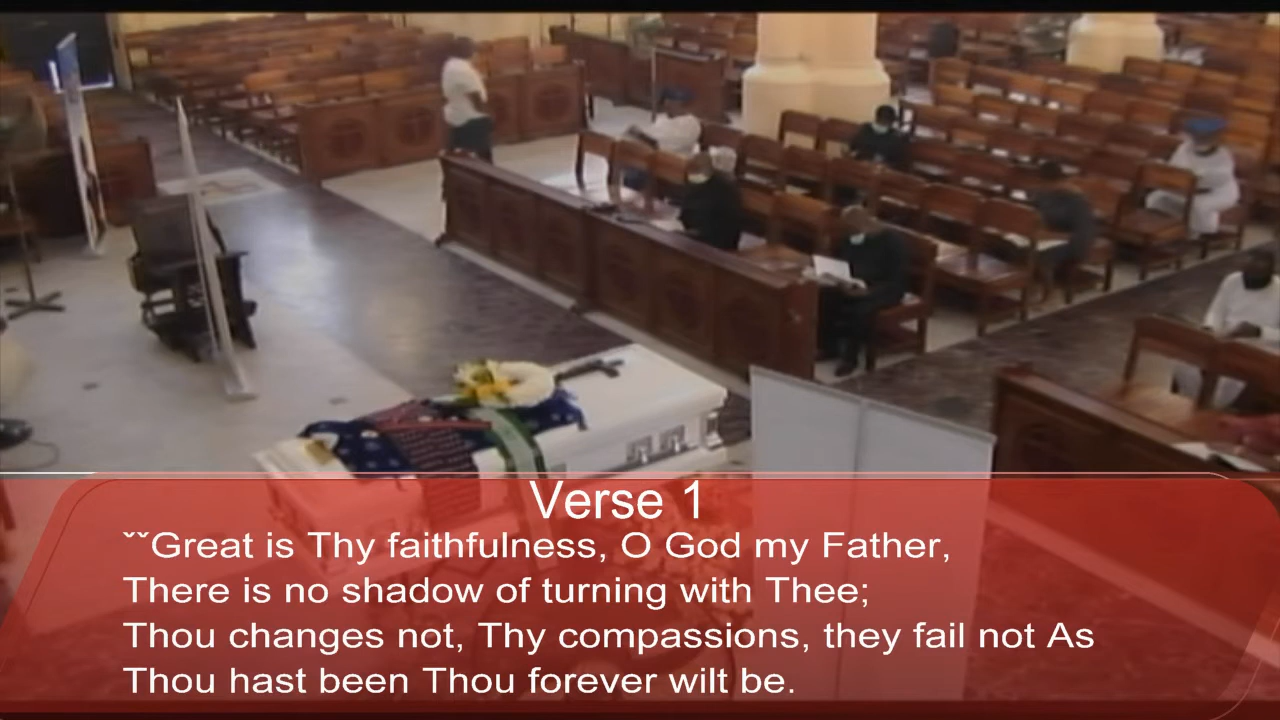 Verse 1
ˇˇGreat is Thy faithfulness, O God my Father,
There is no shadow of turning with Thee;
Thou changes not, Thy compassions, they fail not As
Thou hast been Thou forever wilt be.